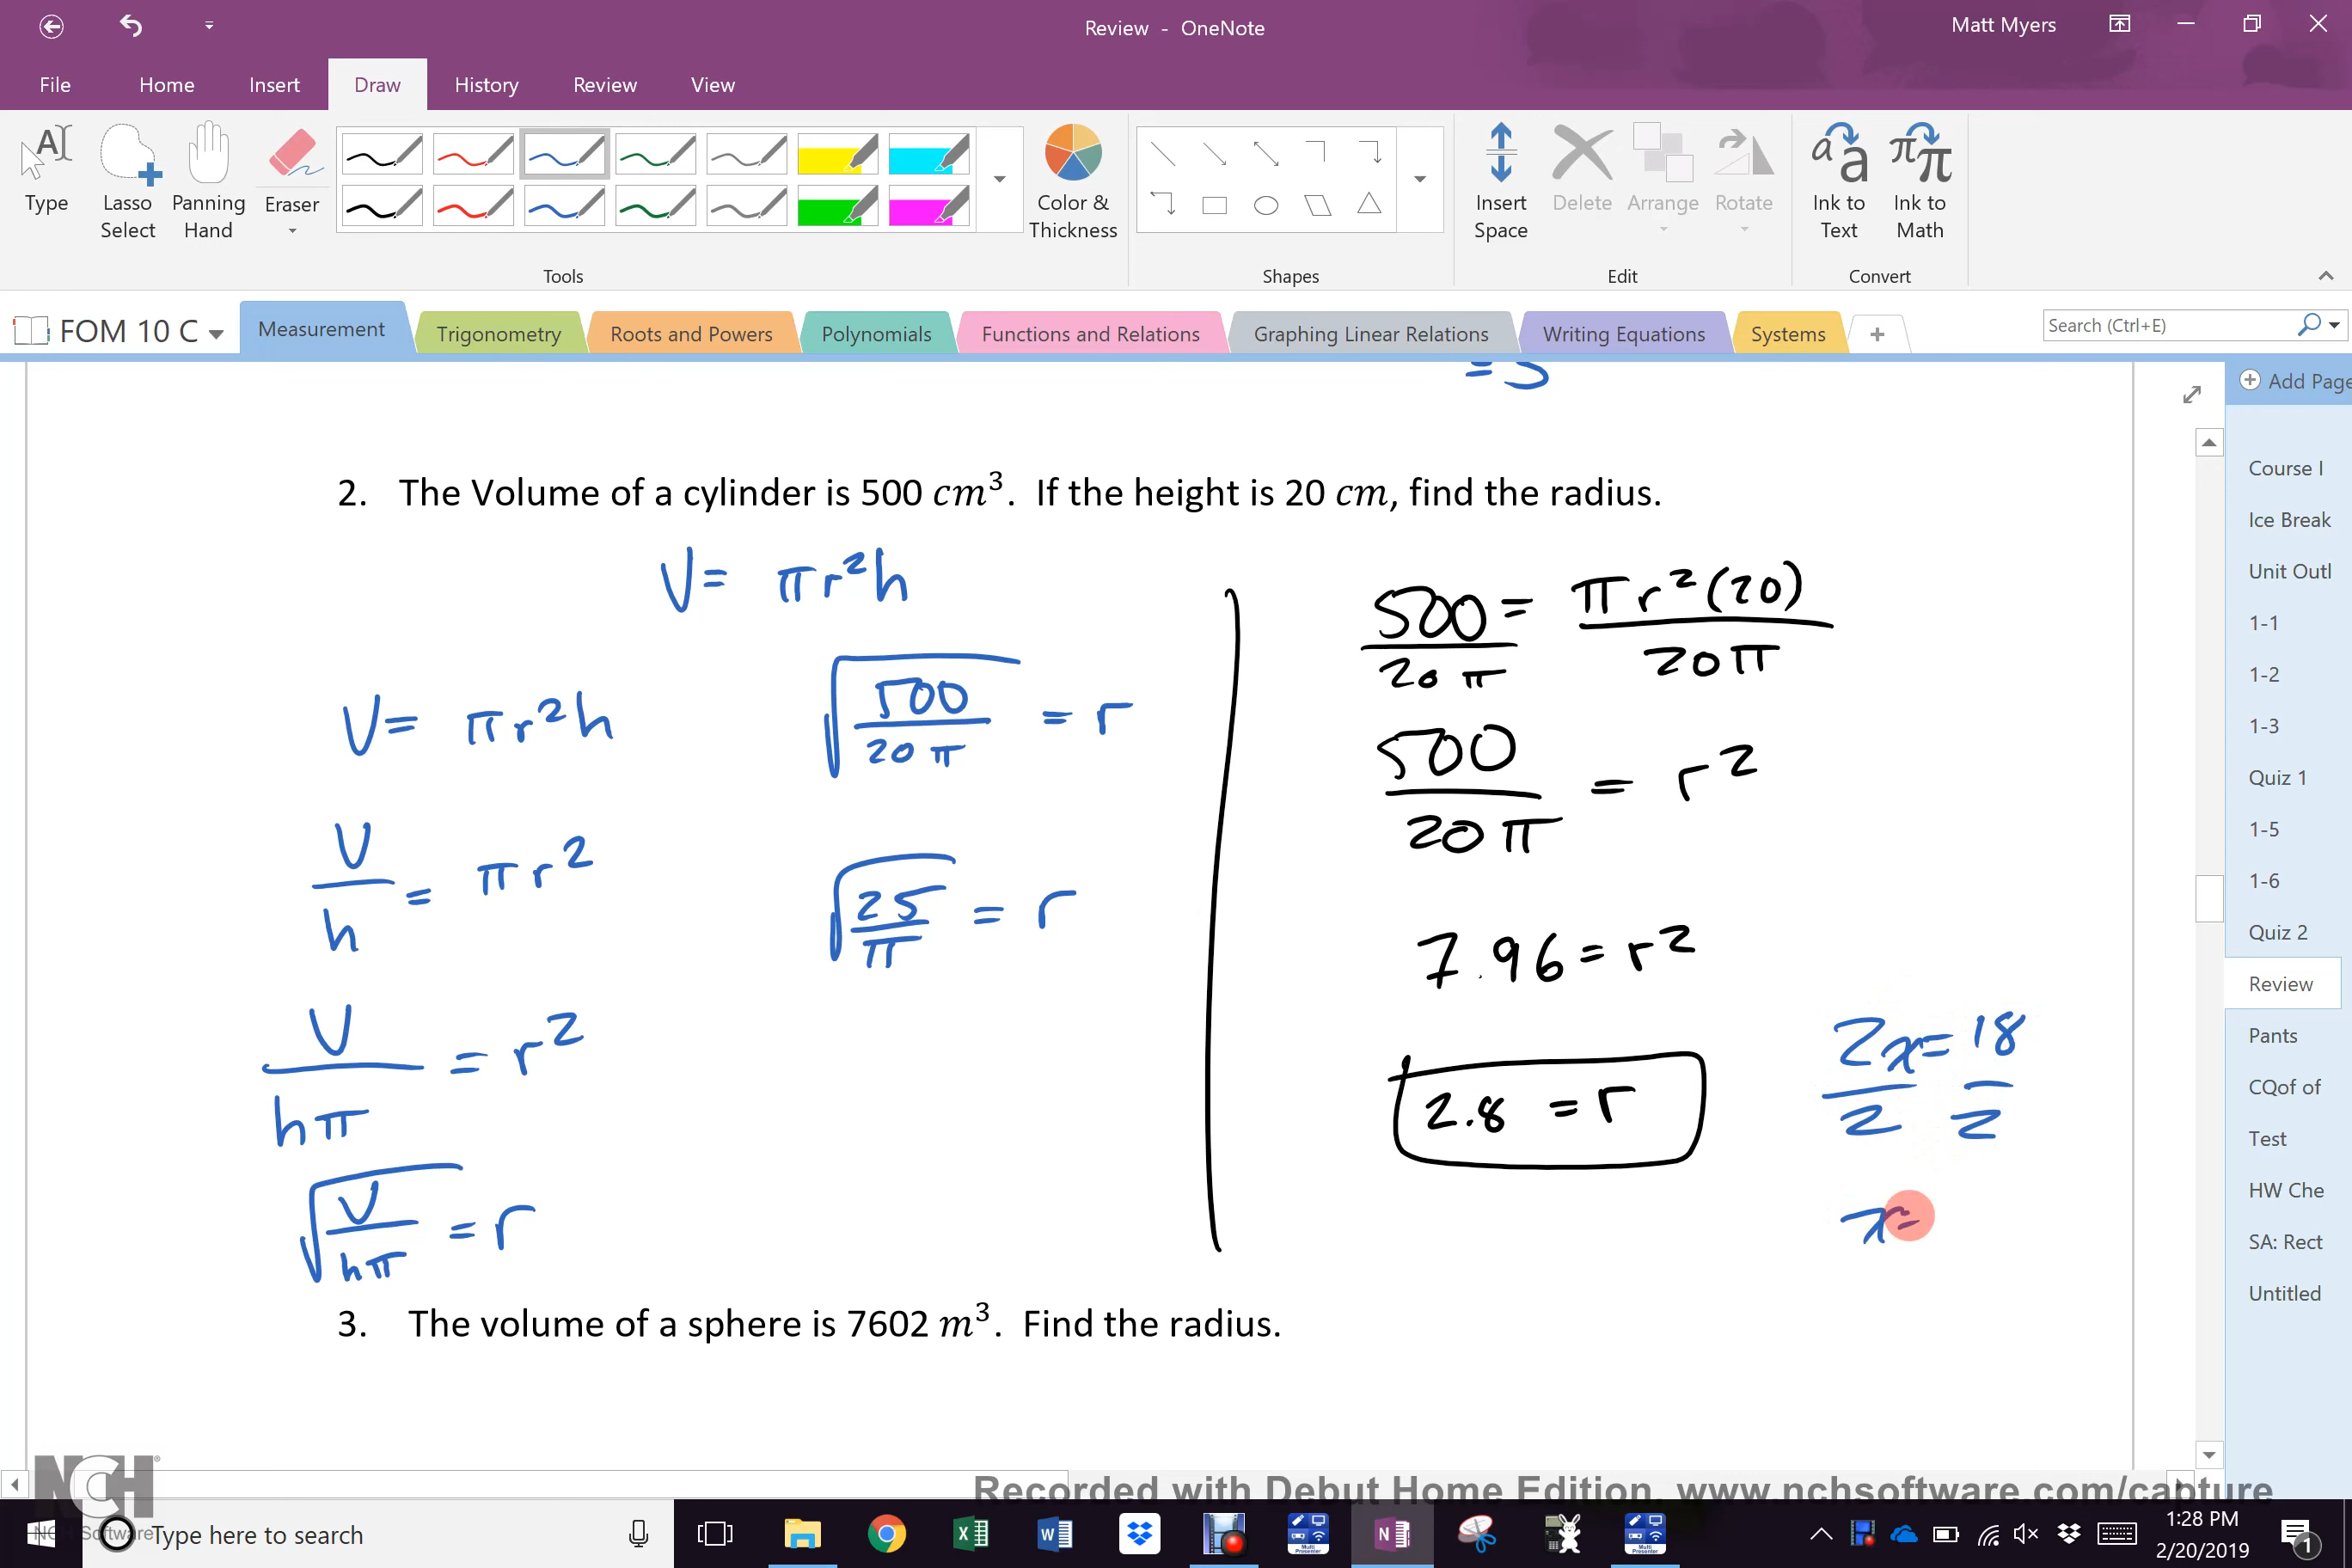 Review - OneNote
Matt Myers
File Home Insert Draw History Review View
Type
Lasso Select
Panning Hand
Eraser
Color & Thickness
Insert Space
Delete
Arrange
Rotate
Ink to Text
Ink to Math
Tools
Shapes
Edit
Convert
FOM 10 C
Measurement Trigonometry Roots and Powers Polynomials Functions and Relations Graphing Linear Relations Writing Equations Systems +
Search (Ctrl+E)
Add Page
Course I
Ice Break
Unit Outl
1-1
1-2
1-3
Quiz 1
1-5
1-6
Quiz 2
Review
Pants
CQof of
Test
HW Che
SA: Rect
Untitled
2. The Volume of a cylinder is 500 cm³. If the height is 20 cm, find the radius.
V= πr²h
V= πr²h
V/h = πr²
V/hπ = r²
√(V/hπ) = r
√(500/20π) = r
√(25/π) = r
500/20π = πr²(20)/20π
500/20π = r²
7.96 = r²
2.8 = r
2x/2 = 18/2
x=
3. The volume of a sphere is 7602 m³. Find the radius.
NCH
NCH Software
Recorded with Debut Home Edition. www.nchsoftware.com/capture
Type here to search
1:28 PM
2/20/2019
1